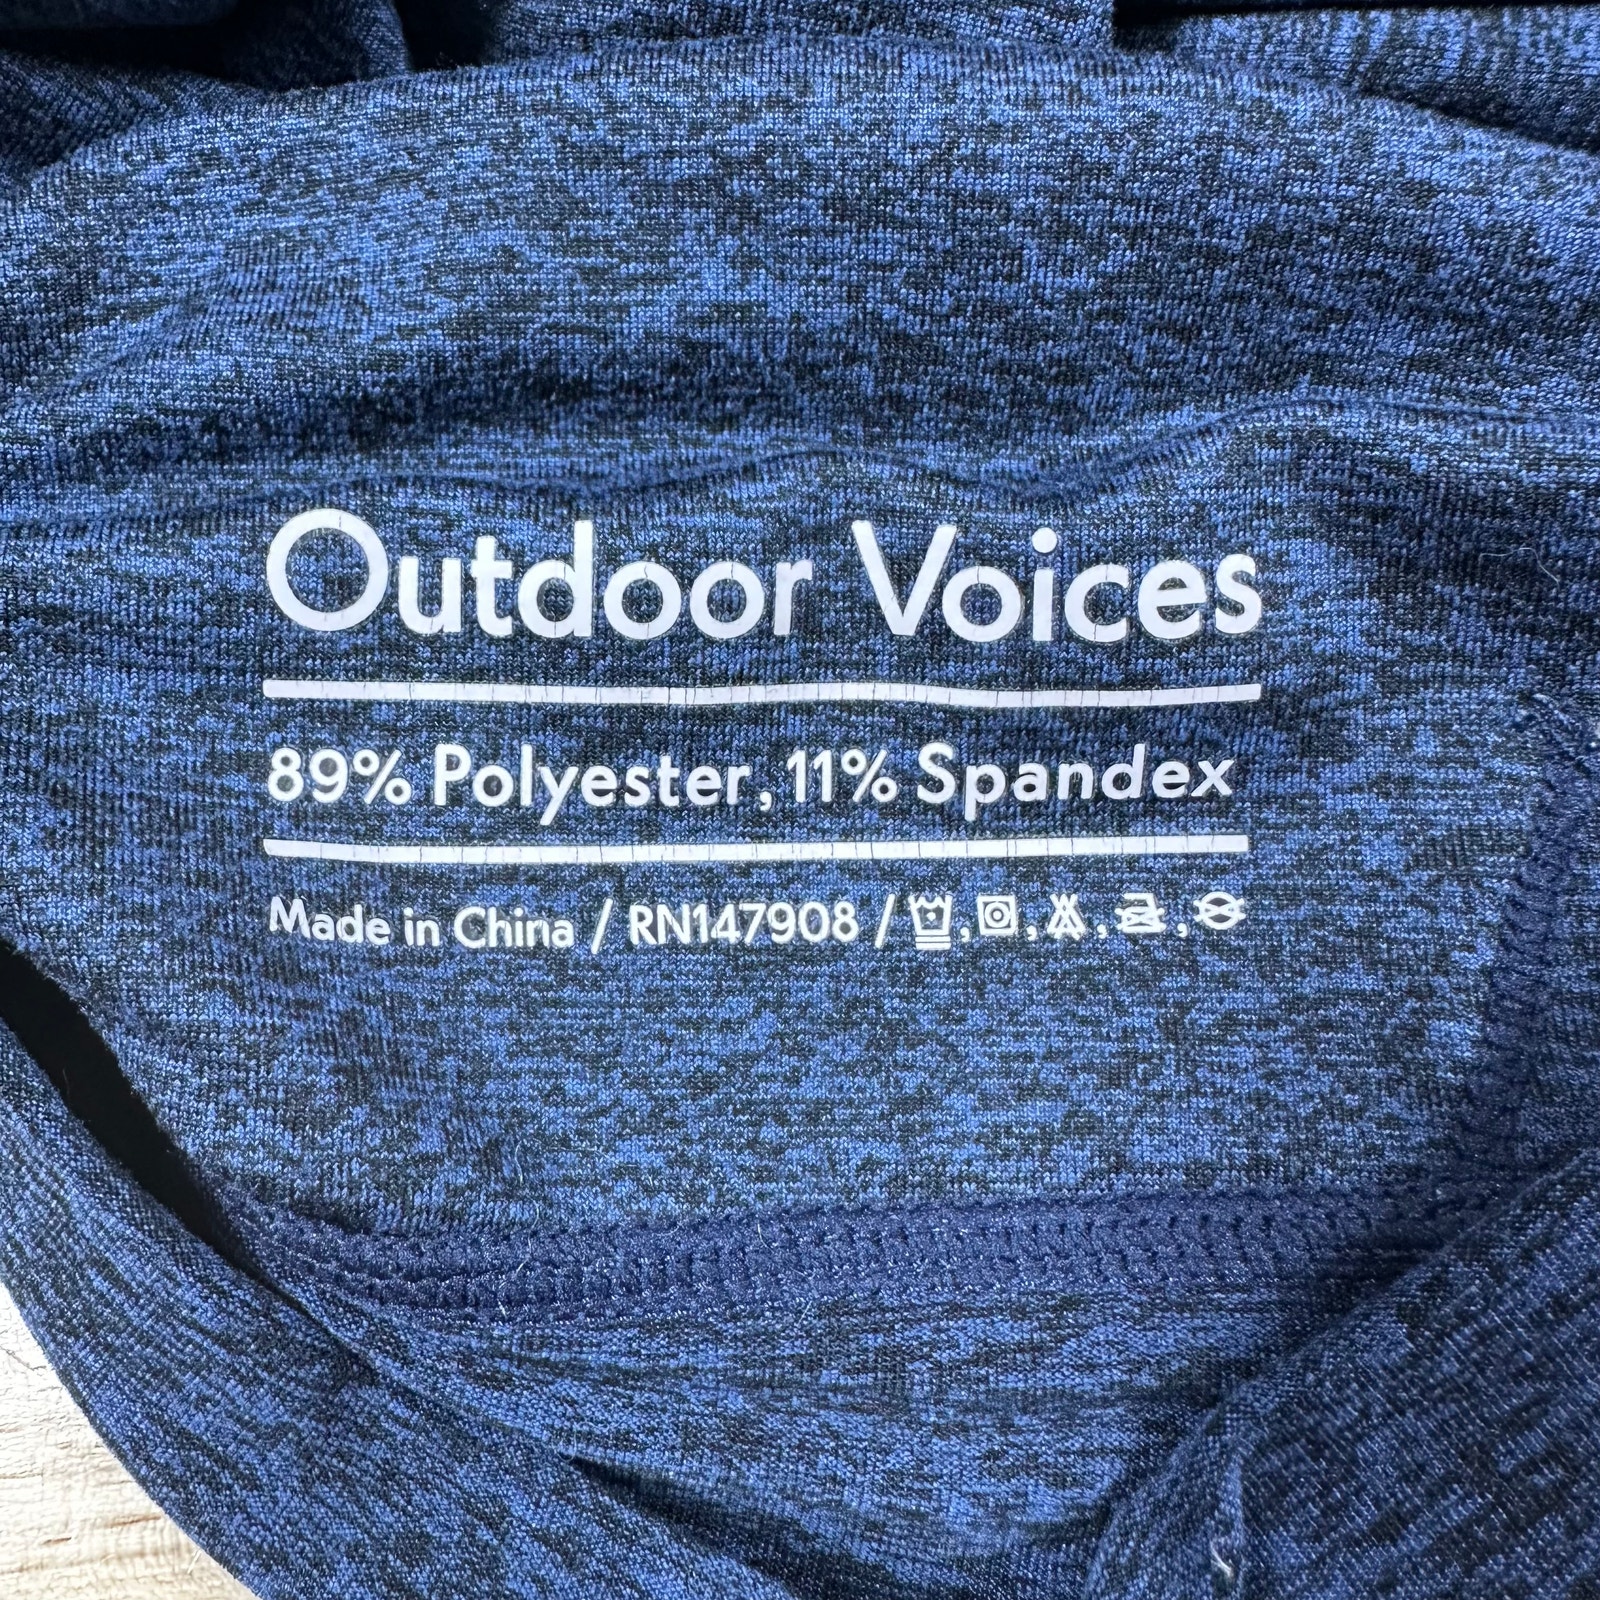 Outdoor Voices
89% Polyester, 11% Spandex
Made in China / RN147908 /